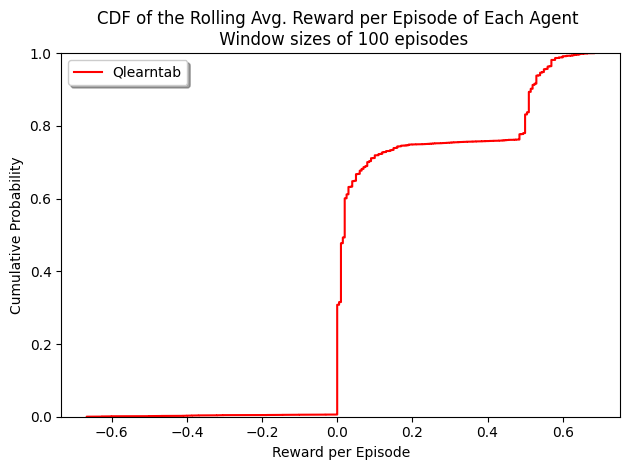 CDF of the Rolling Avg. Reward per Episode of Each Agent
Window sizes of 100 episodes
Qlearntab
1.0
0.8
0.6
0.4
0.2
0.0
Cumulative Probability
−0.6 −0.4 −0.2 0.0 0.2 0.4 0.6
Reward per Episode